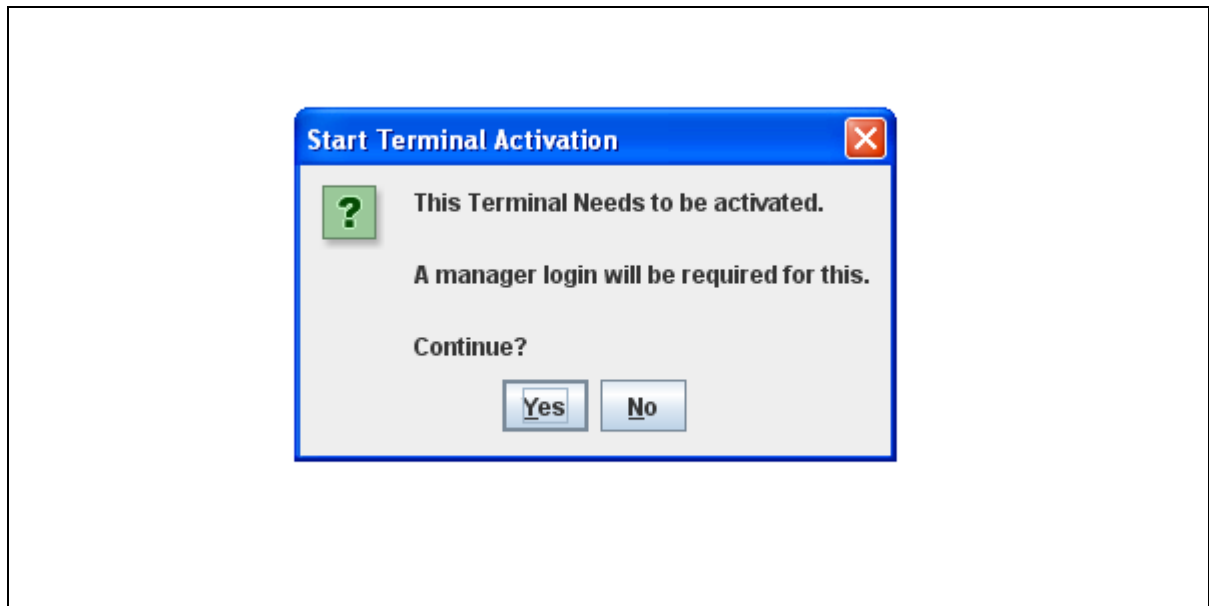 Start Terminal Activation
?
This Terminal Needs to be activated.
A manager login will be required for this.
Continue?
Yes No